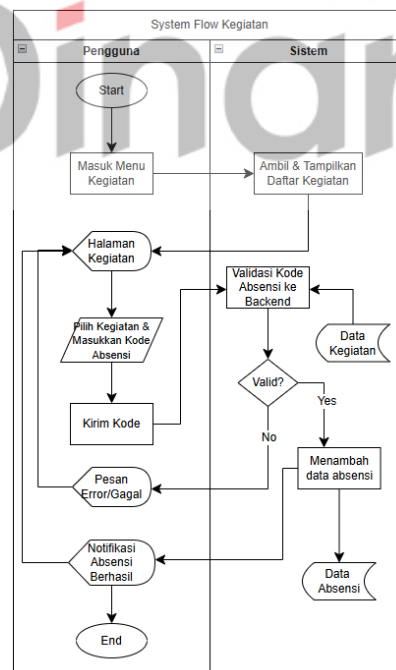 System Flow Kegiatan
Pengguna
Sistem
Start
Masuk Menu
Kegiatan
Ambil & Tampilkan
Daftar Kegiatan
Halaman
Kegiatan
Validasi Kode
Absensi ke
Backend
Pilih Kegiatan &
Masukkan Kode
Absensi
Data
Kegiatan
Kirim Kode
Valid?
Yes
No
Menambah
data absensi
Pesan
Error/Gagal
Notifikasi
Absensi
Berhasil
Data
Absensi
End